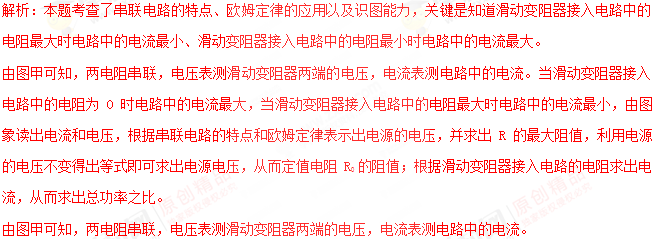 解析：本题考查了串联电路的特点、欧姆定律的应用以及识图能力，关键是知道滑动变阻器接入电路中的
电阻最大时电路中的电流最小、滑动变阻器接入电路中的电阻最小时电路中的电流最大。
由图甲可知，两电阻串联，电压表测滑动变阻器两端的电压，电流表测电路中的电流。当滑动变阻器接入
电路中的电阻为 0 时电路中的电流最大，当滑动变阻器接入电路中的电阻最大时电路中的电流最小，由图
象读出电流和电压，根据串联电路的特点和欧姆定律表示出电源的电压，并求出 R 的最大阻值，利用电源
的电压不变得出等式即可求出电源电压，从而定值电阻 R₀的阻值；根据滑动变阻器接入电路的电阻求出电
流，从而求出总功率之比。
由图甲可知，两电阻串联，电压表测滑动变阻器两端的电压，电流表测电路中的电流。